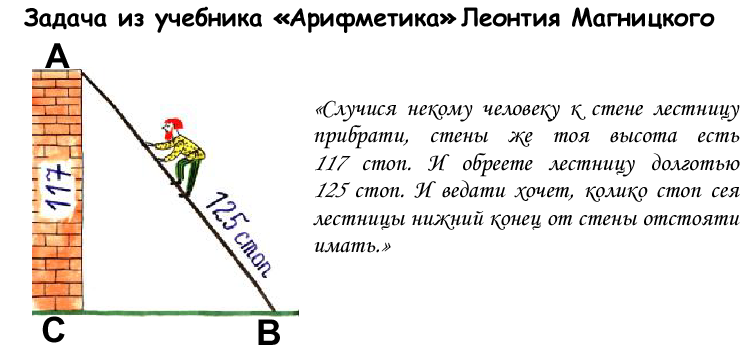 Задача из учебника «Арифметика» Леонтия Магницкого
А
117
125 стоп
С
В
«Случися некому человеку к стене лестницу
прибрати, стены же тоя высота есть
117 стоп. И обреете лестницу долготью
125 стоп. И ведати хочет, колико стоп сея
лестницы нижний конец от стены отстояти
имать.»